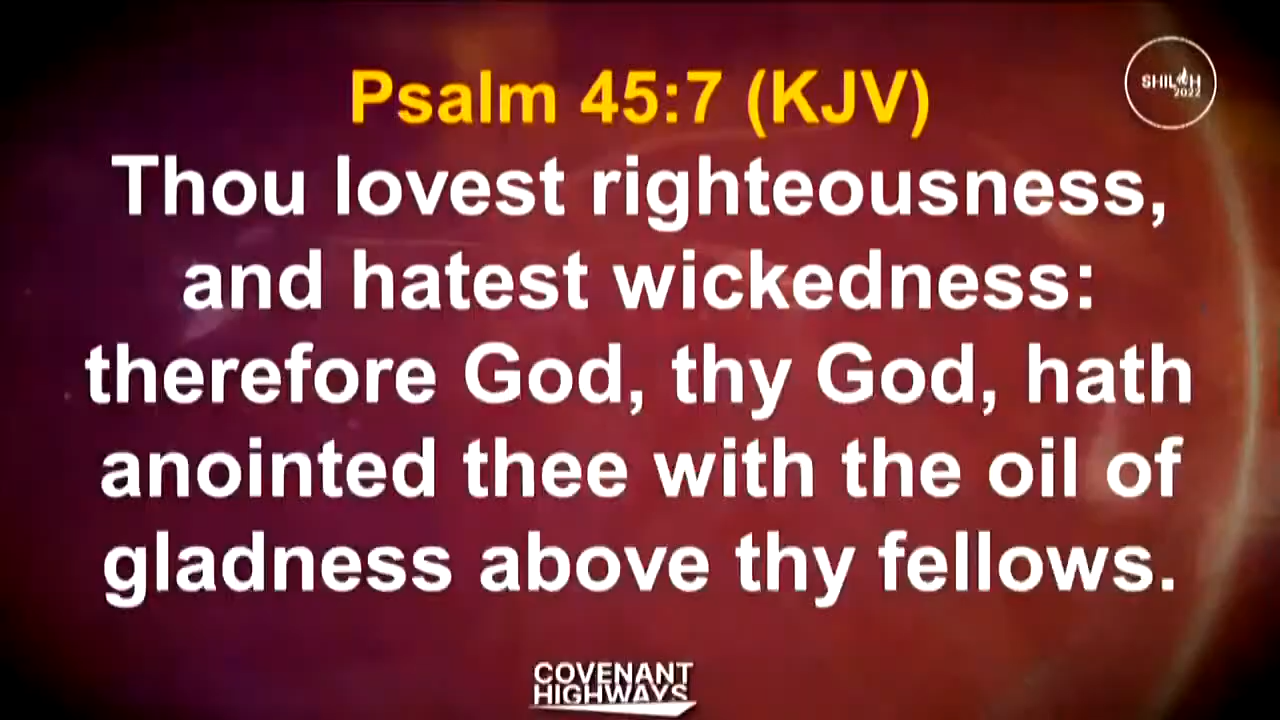 Psalm 45:7 (KJV)
SHILOH
2022
Thou lovest righteousness,
and hatest wickedness:
therefore God, thy God, hath
anointed thee with the oil of
gladness above thy fellows.
COVENANT
HIGHWAYS